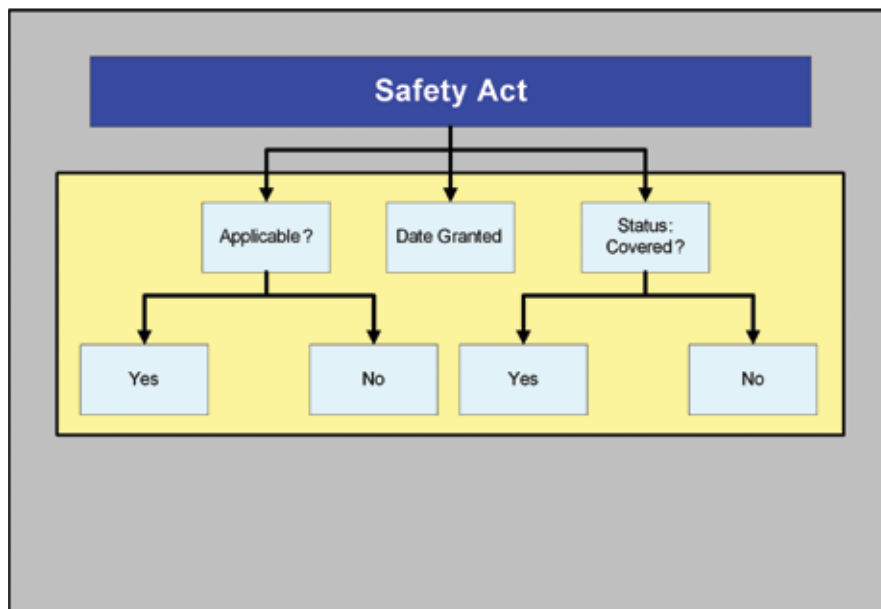 Safety Act
Applicable?
Date Granted
Status:
Covered?
Yes
No
Yes
No